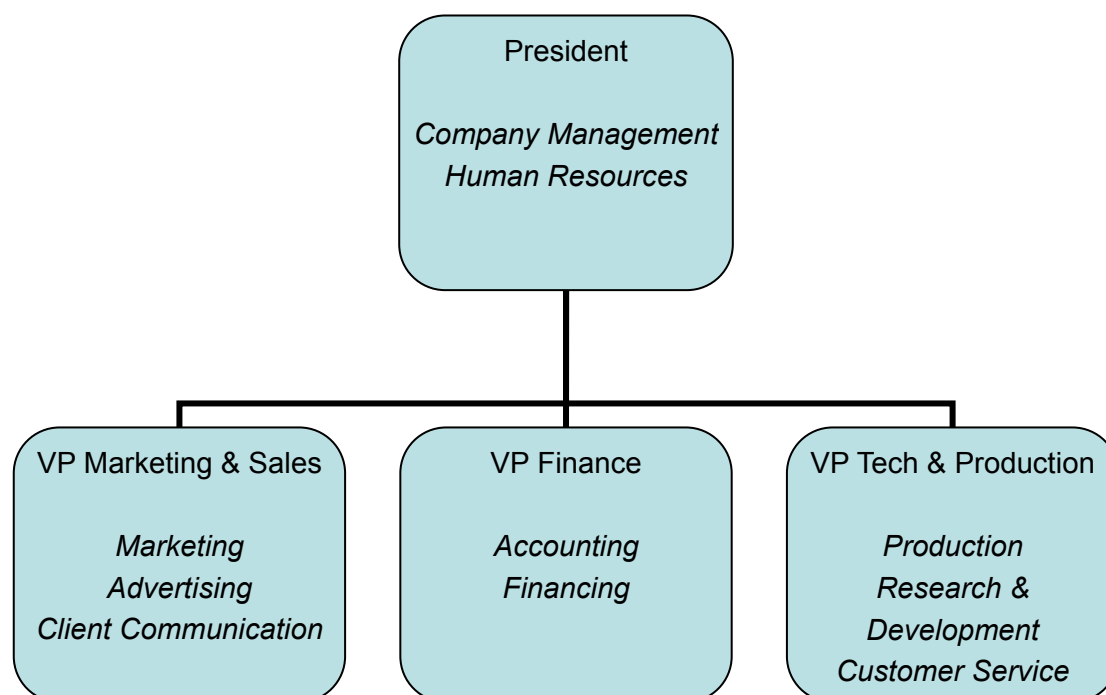 President
Company Management
Human Resources
VP Marketing & Sales
Marketing
Advertising
Client Communication
VP Finance
Accounting
Financing
VP Tech & Production
Production
Research &
Development
Customer Service